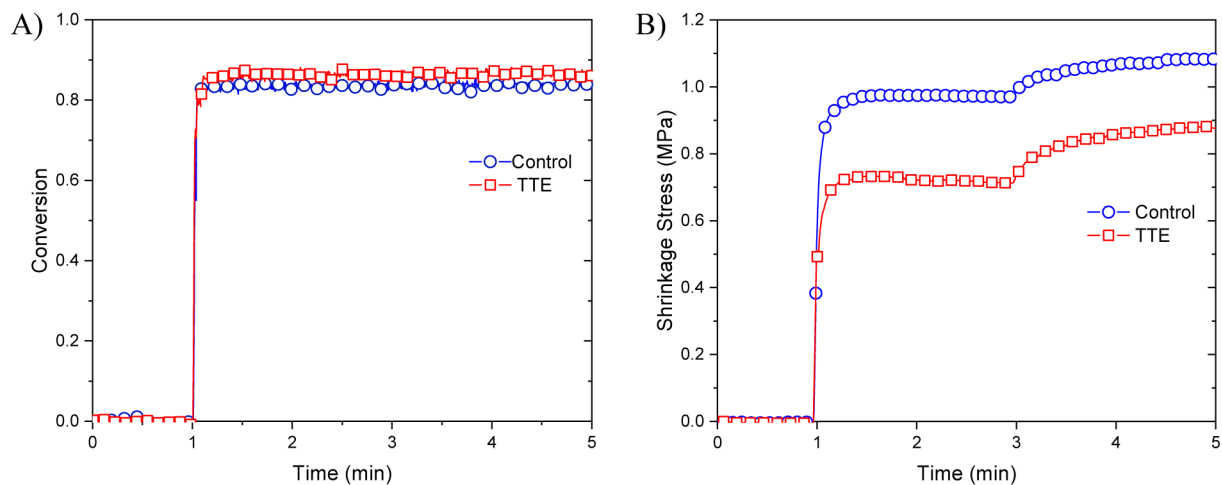 A)
1.0
0.8
0.6
0.4
0.2
0.0
Conversion
Control
TTE
0 1 2 3 4 5
Time (min)
B)
1.2
1.0
0.8
0.6
0.4
0.2
0.0
Shrinkage Stress (MPa)
Control
TTE
0 1 2 3 4 5
Time (min)